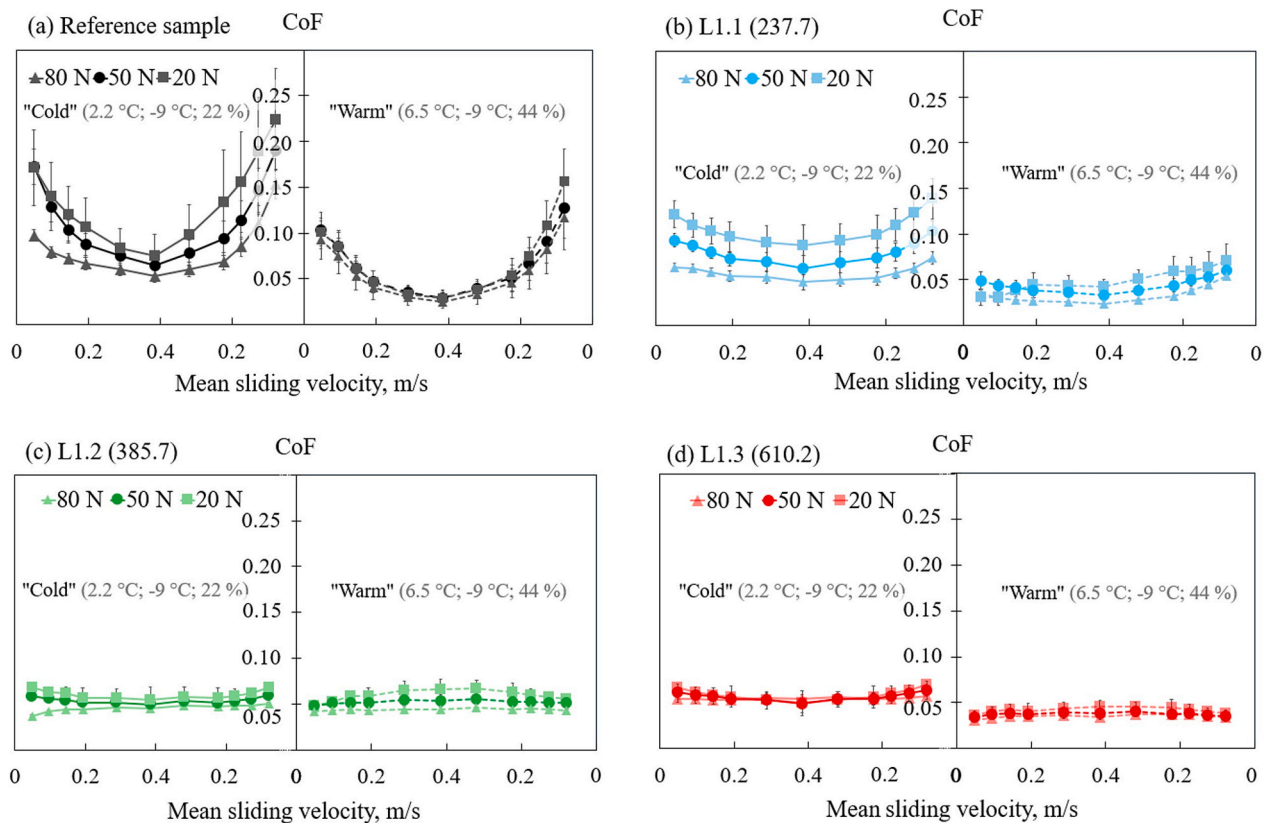 (a) Reference sample
CoF
80 N 50 N 20 N
"Cold" (2.2 °C; -9 °C; 22 %)
"Warm" (6.5 °C; -9 °C; 44 %)
0.25
0.20
0.15
0.10
0.05
0 0.2 0.4 0.2 0 0.2 0.4 0.2 0
Mean sliding velocity, m/s
(b) L1.1 (237.7)
CoF
80 N 50 N 20 N
"Cold" (2.2 °C; -9 °C; 22 %)
"Warm" (6.5 °C; -9 °C; 44 %)
0.25
0.20
0.15
0.10
0.05
0 0.2 0.4 0.2 0 0.2 0.4 0.2 0
Mean sliding velocity, m/s
(c) L1.2 (385.7)
CoF
80 N 50 N 20 N
"Cold" (2.2 °C; -9 °C; 22 %)
"Warm" (6.5 °C; -9 °C; 44 %)
0.25
0.20
0.15
0.10
0.05
0 0.2 0.4 0.2 0 0.2 0.4 0.2 0
Mean sliding velocity, m/s
(d) L1.3 (610.2)
CoF
80 N 50 N 20 N
"Cold" (2.2 °C; -9 °C; 22 %)
"Warm" (6.5 °C; -9 °C; 44 %)
0.25
0.20
0.15
0.10
0.05
0 0.2 0.4 0.2 0 0.2 0.4 0.2 0
Mean sliding velocity, m/s